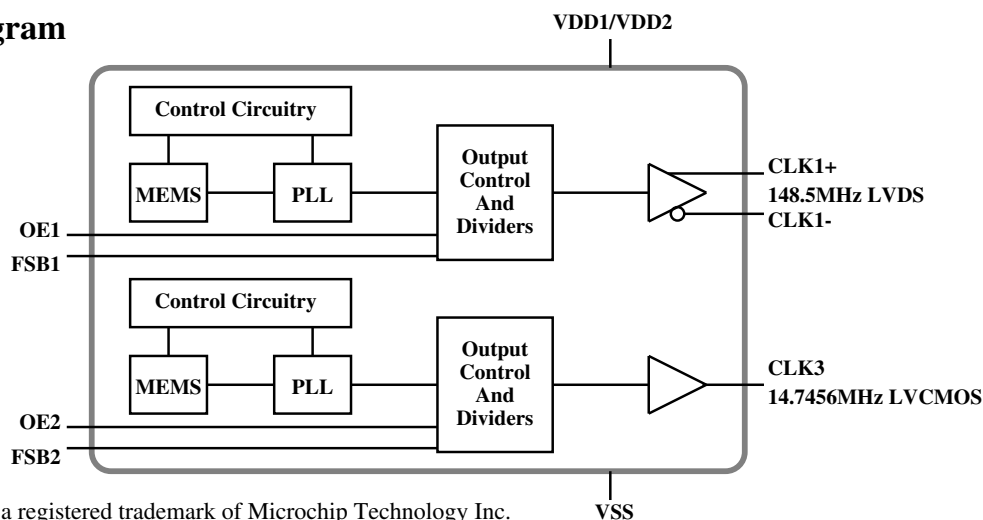 VDD1/VDD2
Control Circuitry
MEMS
PLL
Output
Control
And
Dividers
CLK1+
148.5MHz LVDS
CLK1-
OE1
FSB1
Control Circuitry
MEMS
PLL
Output
Control
And
Dividers
CLK3
14.7456MHz LVCMOS
OE2
FSB2
a registered trademark of Microchip Technology Inc.
VSS